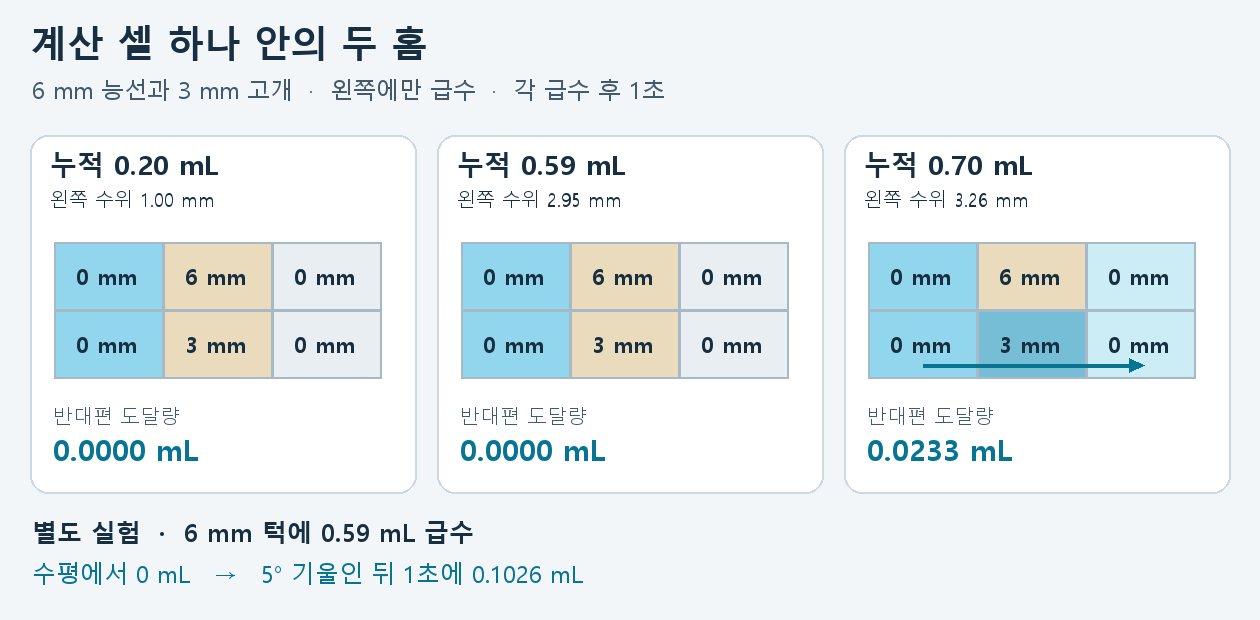 계산 셀 하나 안의 두 홈
6 mm 능선과 3 mm 고개 · 왼쪽에만 급수 · 각 급수 후 1초
누적 0.20 mL
왼쪽 수위 1.00 mm
0 mm 6 mm 0 mm
0 mm 3 mm 0 mm
반대편 도달량
0.0000 mL
누적 0.59 mL
왼쪽 수위 2.95 mm
0 mm 6 mm 0 mm
0 mm 3 mm 0 mm
반대편 도달량
0.0000 mL
누적 0.70 mL
왼쪽 수위 3.26 mm
0 mm 6 mm 0 mm
0 mm 3 mm 0 mm
반대편 도달량
0.0233 mL
별도 실험 · 6 mm 턱에 0.59 mL 급수
수평에서 0 mL → 5° 기울인 뒤 1초에 0.1026 mL